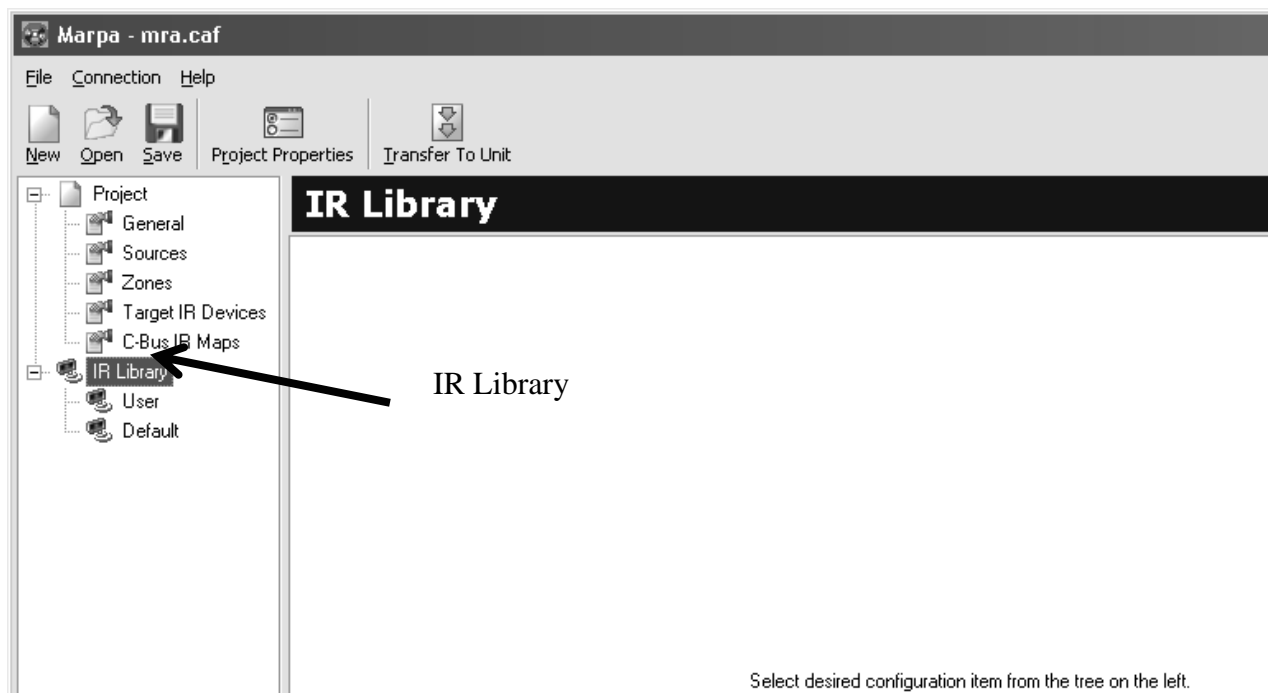 Marpa - mra.caf
File Connection Help
New Open Save Project Properties Transfer To Unit
Project
General
Sources
Zones
Target IR Devices
C-Bus IR Maps
IR Library
User
Default
IR Library
IR Library
Select desired configuration item from the tree on the left.